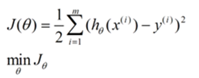 J(θ) = 1/2 ∑_{i=1}^{m} (h_θ(x^{(i)}) − y^{(i)})²
min_θ J_θ